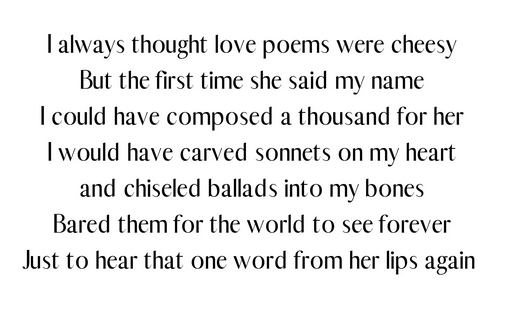 I always thought love poems were cheesy
But the first time she said my name
I could have composed a thousand for her
I would have carved sonnets on my heart
and chiseled ballads into my bones
Bared them for the world to see forever
Just to hear that one word from her lips again